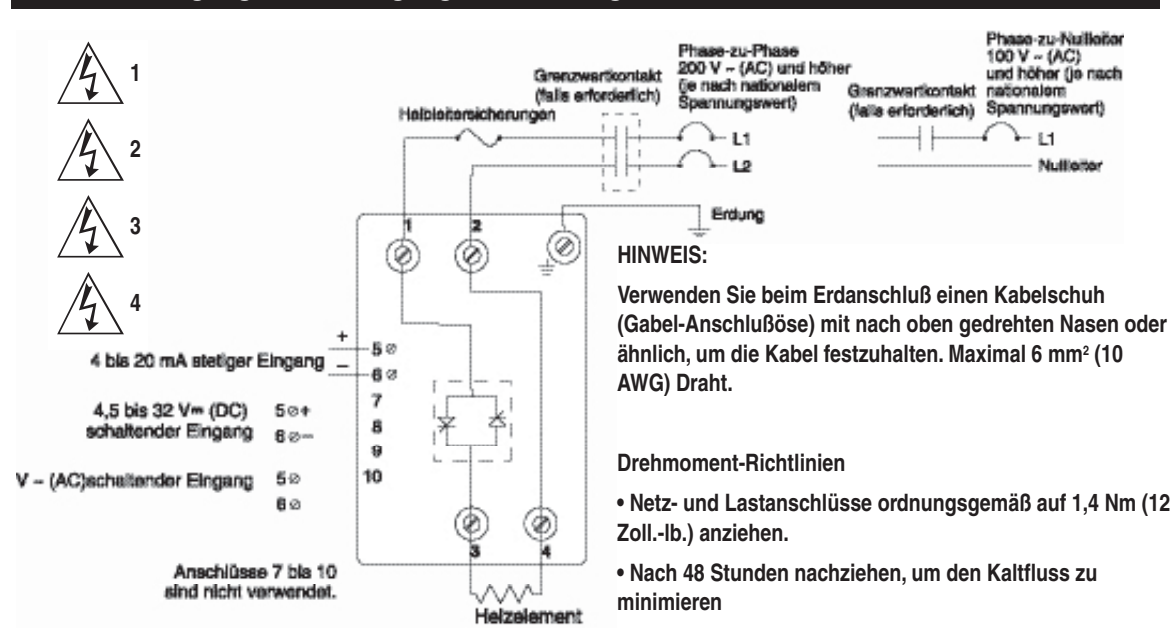 1
2
3
4
Halbleitersicherungen
Grenzwertkontakt
(falls erforderlich)
Phase-zu-Phase
200 V ~ (AC) und höher
(je nach nationalem
Spannungswert)
L1
L2
Grenzwertkontakt
(falls erforderlich)
Phase-zu-Nullleiter
100 V ~ (AC)
und höher (je nach
nationalem
Spannungswert)
L1
Nullleiter
Erdung
1
2
HINWEIS:
Verwenden Sie beim Erdanschluß einen Kabelschuh
(Gabel-Anschlußöse) mit nach oben gedrehten Nasen oder
ähnlich, um die Kabel festzuhalten. Maximal 6 mm² (10
AWG) Draht.
4 bis 20 mA stetiger Eingang
+
–
5
6
7
8
9
10
4,5 bis 32 V⎓ (DC)
schaltender Eingang
5 +
6 –
V ~ (AC)schaltender Eingang
5
6
Anschlüsse 7 bis 10
sind nicht verwendet.
3
4
Heizelement
Drehmoment-Richtlinien
• Netz- und Lastanschlüsse ordnungsgemäß auf 1,4 Nm (12
Zoll.-lb.) anziehen.
• Nach 48 Stunden nachziehen, um den Kaltfluss zu
minimieren